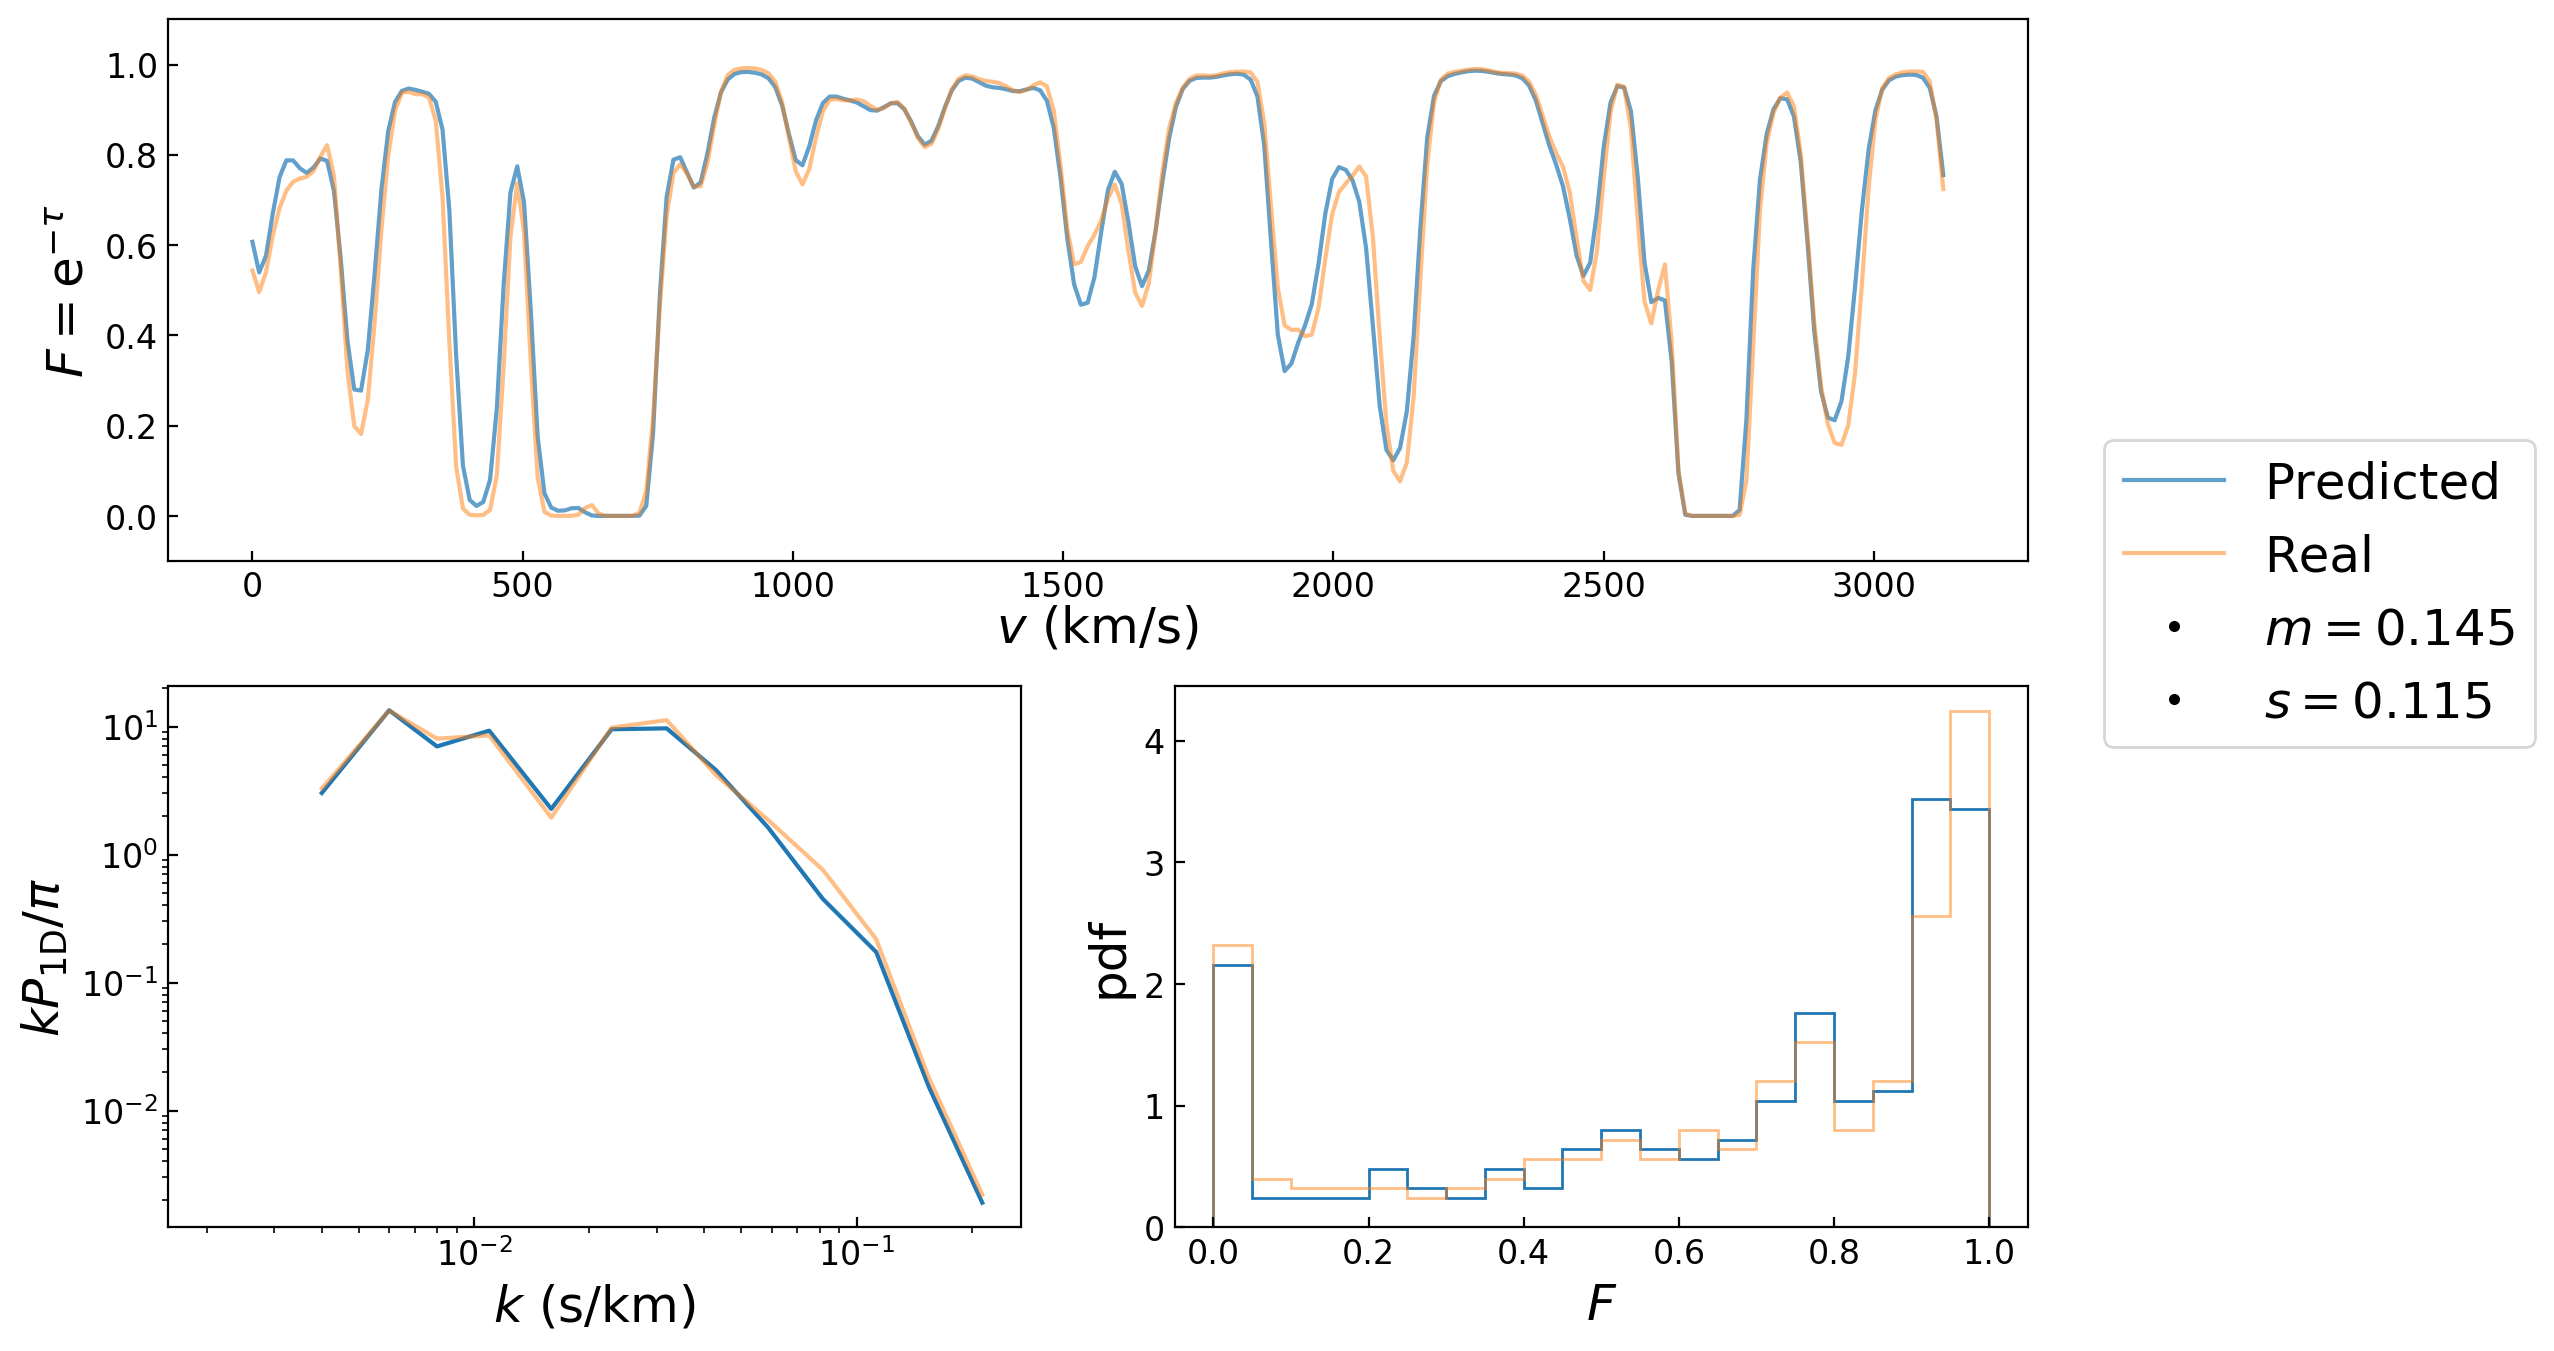 1.0
0.8
0.6
0.4
0.2
0.0
F = e^{−τ}
0 500 1000 1500 2000 2500 3000
v (km/s)
Predicted
Real
m = 0.145
s = 0.115
10^1
10^0
10^{−1}
10^{−2}
kP_{1D}/π
10^{−2} 10^{−1}
k (s/km)
4
3
2
1
0
pdf
0.0 0.2 0.4 0.6 0.8 1.0
F